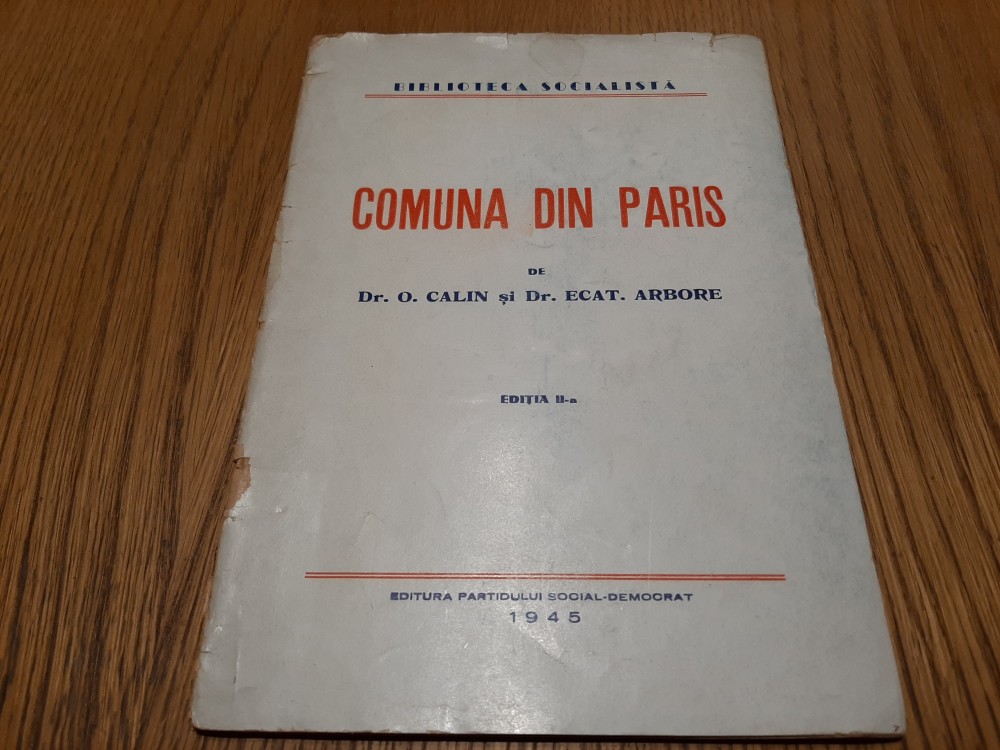 BIBLIOTECA SOCIALISTĂ
COMUNA DIN PARIS
DE
Dr. O. CALIN și Dr. ECAT. ARBORE
EDIȚIA II-a
EDITURA PARTIDULUI SOCIAL-DEMOCRAT
1945